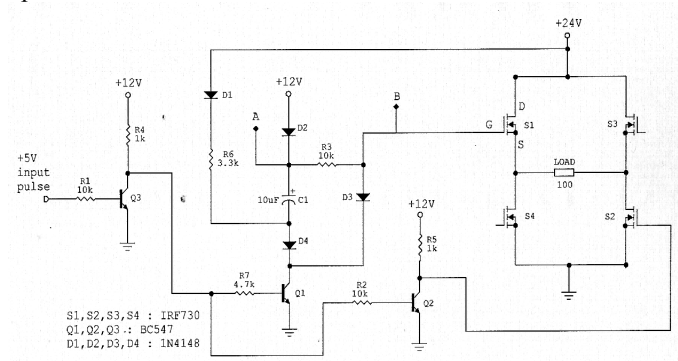 +24V
+12V
+12V
D1
D2
A
B
D
G
S1
S
S3
R4
1k
R3
10k
R6
3.3k
+5V
input
pulse
R1
10k
Q3
+
10uF
C1
D3
LOAD
100
+12V
D4
R5
1k
S4
S2
R7
4.7k
Q1
R2
10k
Q2
S1,S2,S3,S4 : IRF730
Q1,Q2,Q3 : BC547
D1,D2,D3,D4 : 1N4148